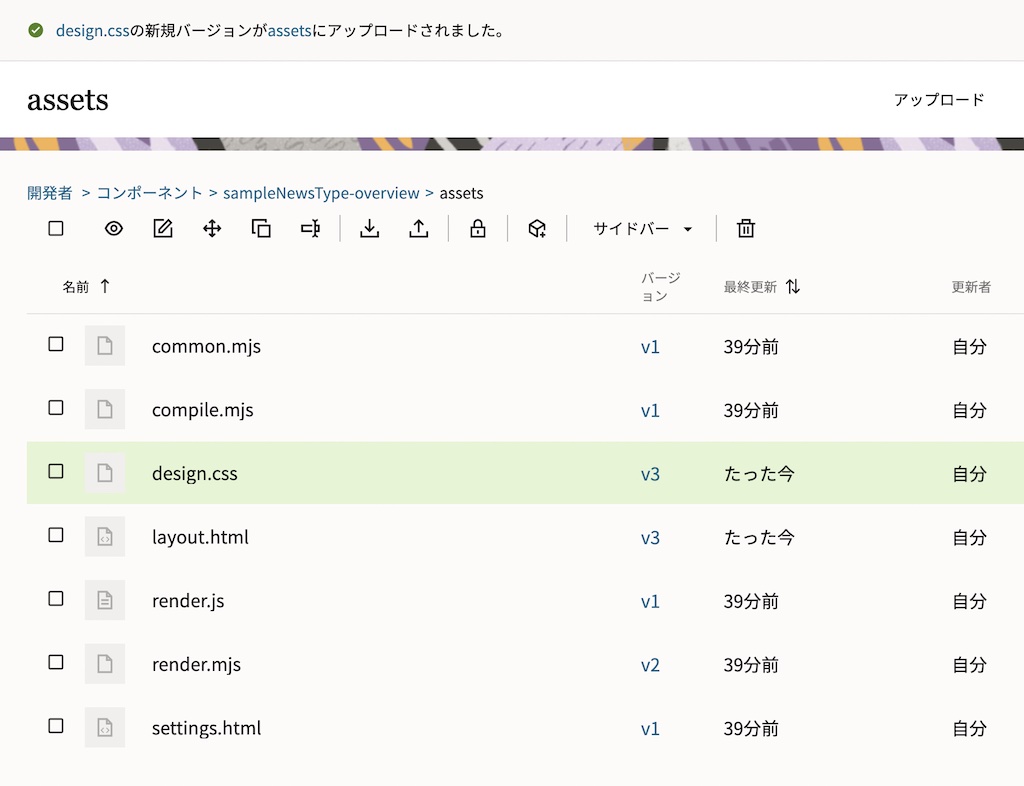 design.cssの新規バージョンがassetsにアップロードされました。
assets
アップロード
開発者 > コンポーネント > sampleNewsType-overview > assets
サイドバー
名前 バージ
ョン 最終更新 更新者
common.mjs v1 39分前 自分
compile.mjs v1 39分前 自分
design.css v3 たった今 自分
layout.html v3 たった今 自分
render.js v1 39分前 自分
render.mjs v2 39分前 自分
settings.html v1 39分前 自分